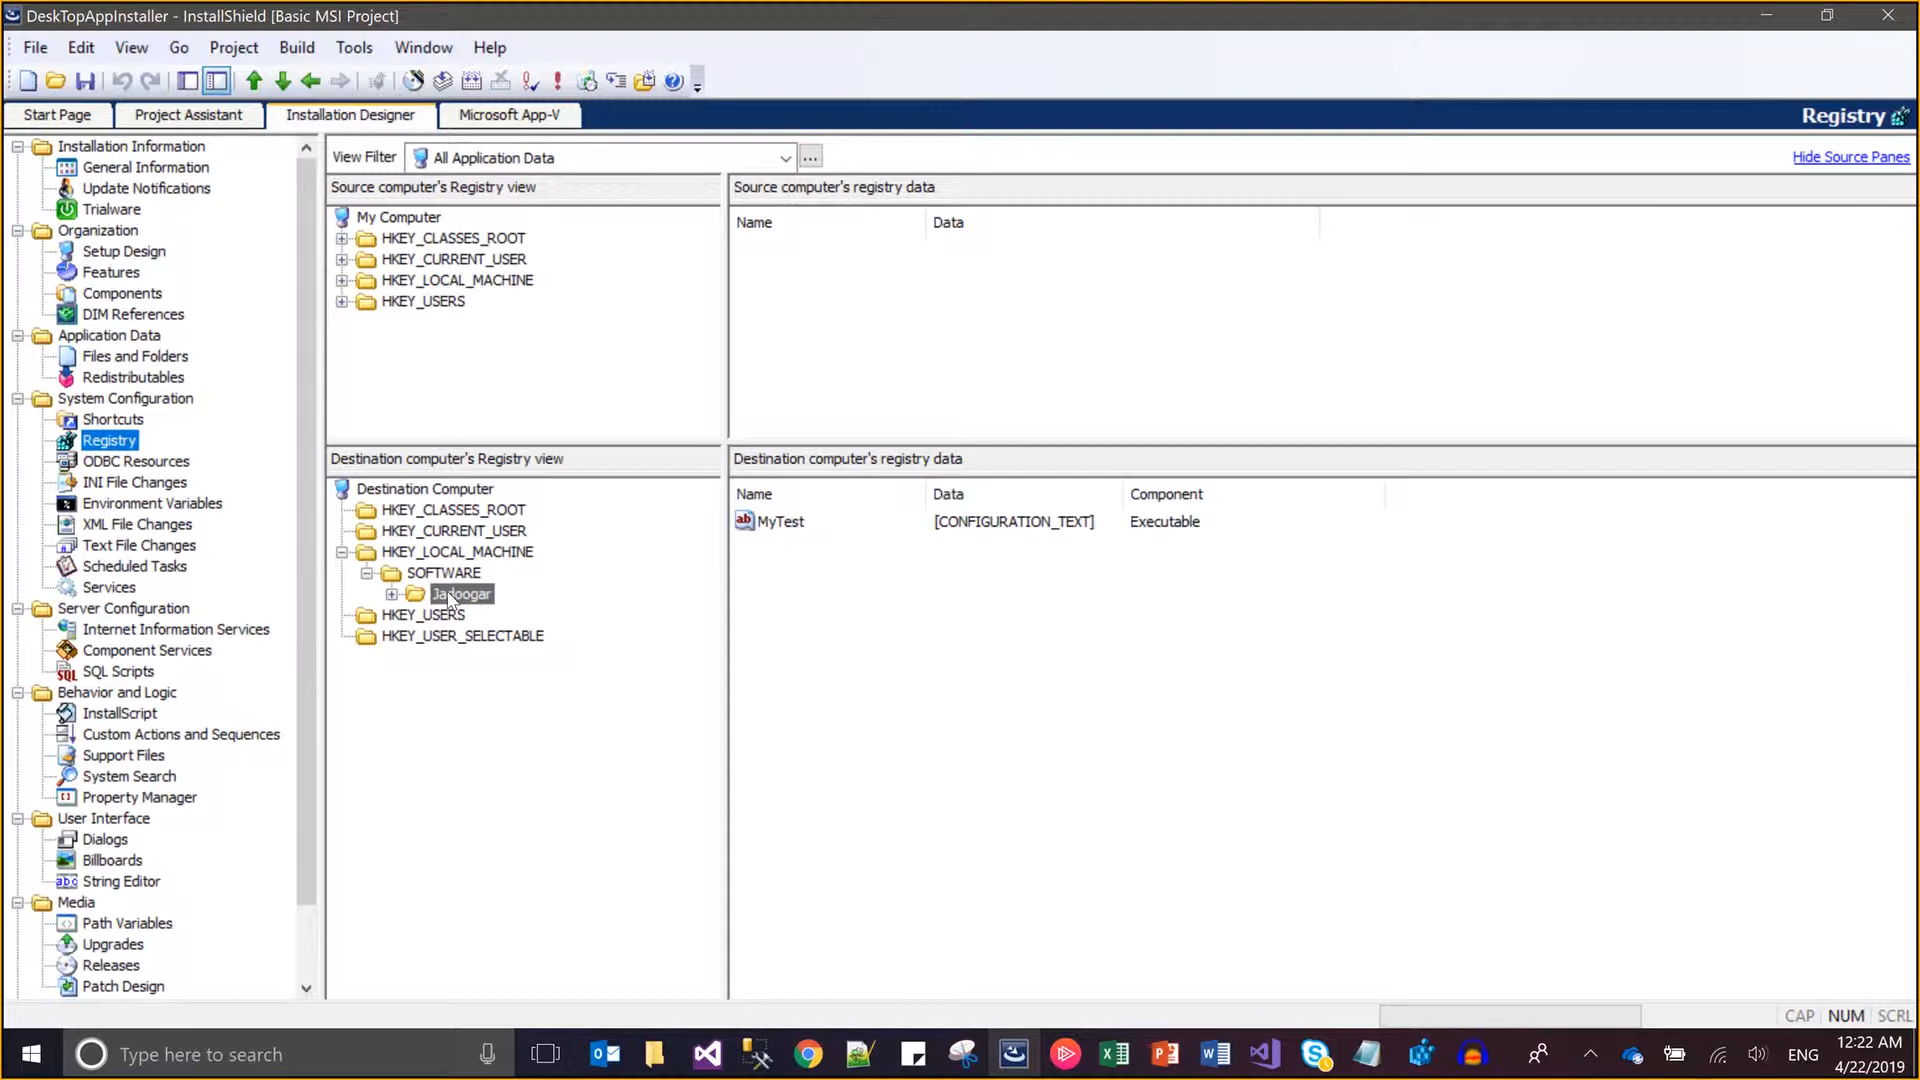 DeskTopAppInstaller - InstallShield [Basic MSI Project]
File Edit View Go Project Build Tools Window Help
Start Page Project Assistant Installation Designer Microsoft App-V Registry
Installation Information
General Information
Update Notifications
Trialware
Organization
Setup Design
Features
Components
DIM References
Application Data
Files and Folders
Redistributables
System Configuration
Shortcuts
Registry
ODBC Resources
INI File Changes
Environment Variables
XML File Changes
Text File Changes
Scheduled Tasks
Services
Server Configuration
Internet Information Services
Component Services
SQL Scripts
Behavior and Logic
InstallScript
Custom Actions and Sequences
Support Files
System Search
Property Manager
User Interface
Dialogs
Billboards
String Editor
Media
Path Variables
Upgrades
Releases
Patch Design
View Filter All Application Data ... Hide Source Panes
Source computer's Registry view
My Computer
HKEY_CLASSES_ROOT
HKEY_CURRENT_USER
HKEY_LOCAL_MACHINE
HKEY_USERS
Source computer's registry data
Name Data
Destination computer's Registry view
Destination Computer
HKEY_CLASSES_ROOT
HKEY_CURRENT_USER
HKEY_LOCAL_MACHINE
SOFTWARE
Jadoogar
HKEY_USERS
HKEY_USER_SELECTABLE
Destination computer's registry data
Name Data Component
MyTest [CONFIGURATION_TEXT] Executable
CAP NUM SCRL
Type here to search
ENG
12:22 AM
4/22/2019